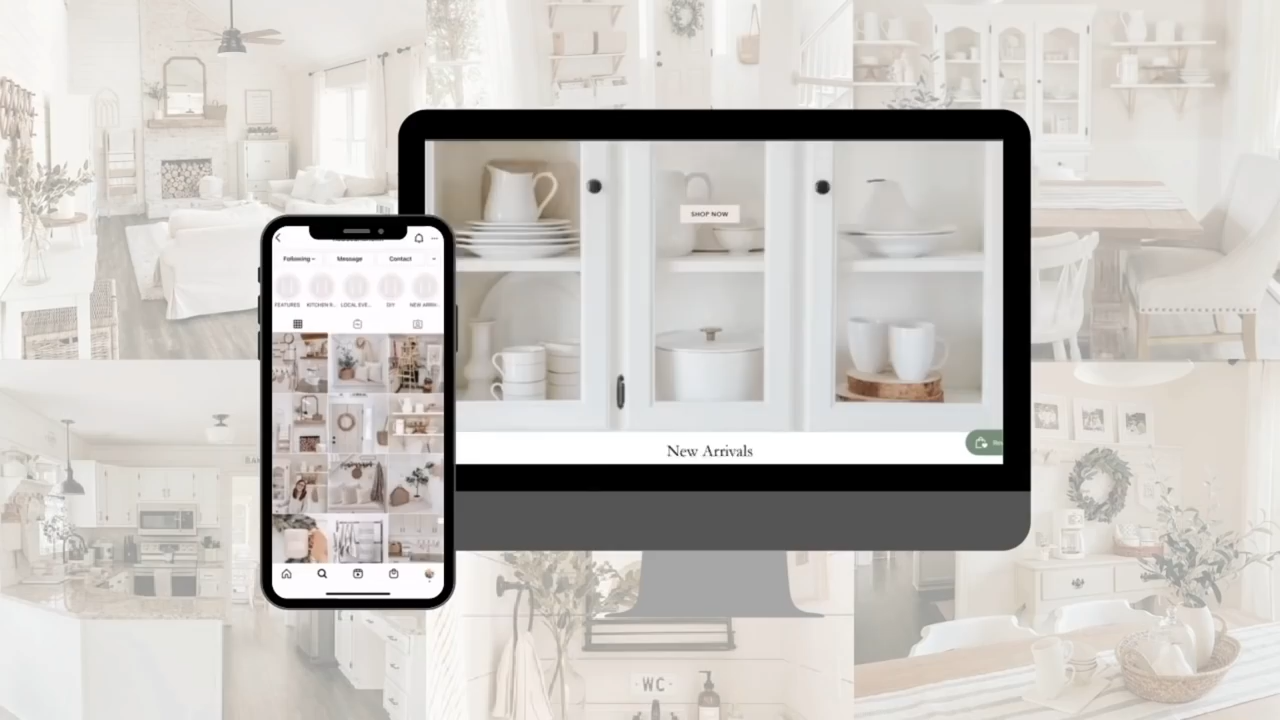 Following
Message
Contact
FEATURES
KITCHEN R...
LOCAL EVE...
DIY
NEW ARRIV...
SHOP NOW
New Arrivals
WC